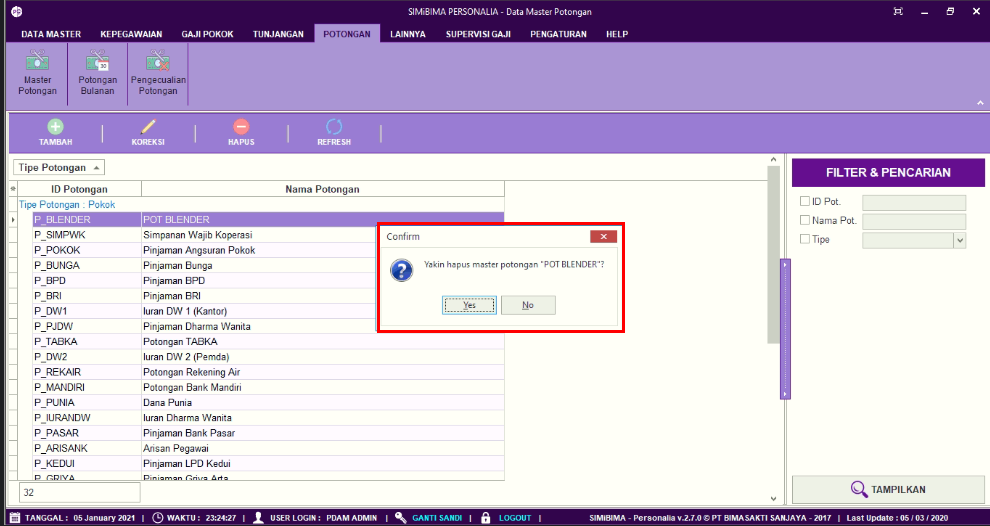 SIMiBIMA PERSONALIA - Data Master Potongan
DATA MASTER KEPEGAWAIAN GAJI POKOK TUNJANGAN POTONGAN LAINNYA SUPERVISI GAJI PENGATURAN HELP
Master Potongan
Potongan Bulanan
Pengecualian Potongan
TAMBAH KOREKSI HAPUS REFRESH
Tipe Potongan
ID Potongan Nama Potongan
Tipe Potongan : Pokok
P_BLENDER POT BLENDER
P_SIMPWK Simpanan Wajib Koperasi
P_POKOK Pinjaman Angsuran Pokok
P_BUNGA Pinjaman Bunga
P_BPD Pinjaman BPD
P_BRI Pinjaman BRI
P_DW1 Iuran DW 1 (Kantor)
P_PJDW Pinjaman Dharma Wanita
P_TABKA Potongan TABKA
P_DW2 Iuran DW 2 (Pemda)
P_REKAIR Potongan Rekening Air
P_MANDIRI Potongan Bank Mandiri
P_PUNIA Dana Punia
P_IURANDW Iuran Dharma Wanita
P_PASAR Pinjaman Bank Pasar
P_ARISANK Arisan Pegawai
P_KEDUI Pinjaman LPD Kedui
P_GRIYA Pinjaman Griya Arta
32
Confirm
Yakin hapus master potongan "POT BLENDER"?
Yes No
FILTER & PENCARIAN
ID Pot.
Nama Pot.
Tipe
TAMPILKAN
TANGGAL : 05 January 2021 | WAKTU : 23:24:27 | USER LOGIN : PDAM ADMIN | GANTI SANDI | LOGOUT | SIMiBIMA - Personalia v.2.7.0 © PT BIMASAKTI SANJAYA - 2017 | Last Update : 05 / 03 / 2020